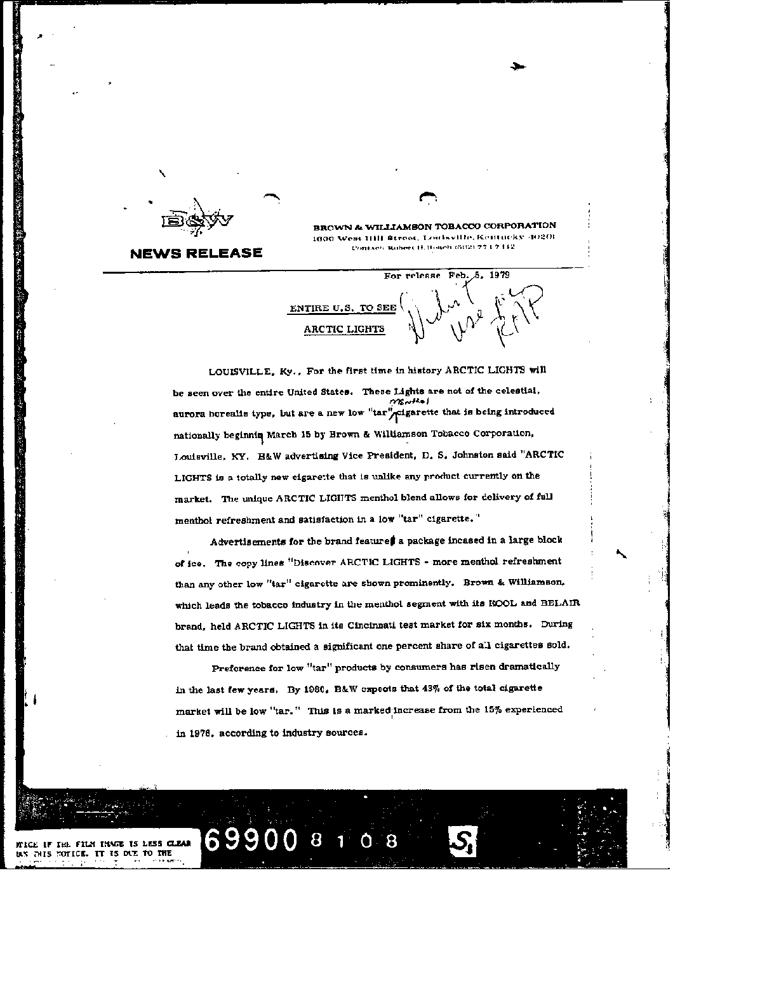 B&W
NEWS RELEASE
BROWN & WILLIAMSON TOBACCO CORPORATION
1600 West Hill Street, Louisville, Kentucky 40201
For release Feb. 5, 1979
ENTIRE U.S. TO SEE
ARCTIC LIGHTS
Didn't
use per
RHP
LOUISVILLE, Ky., For the first time in history ARCTIC LIGHTS will
be seen over the entire United States. These Lights are not of the celestial,
menthol
aurora borealis type, but are a new low "tar" cigarette that is being introduced
nationally beginnin March 15 by Brown & Williamson Tobacco Corporation,
Louisville, KY. B&W advertising Vice President, D. S. Johnston said "ARCTIC
LIGHTS is a totally new cigarette that is unlike any product currently on the
market. The unique ARCTIC LIGHTS menthol blend allows for delivery of full
menthol refreshment and satisfaction in a low "tar" cigarette."
Advertisements for the brand feature a package incased in a large block
of ice. The copy lines "Discover ARCTIC LIGHTS - more menthol refreshment
than any other low "tar" cigarette are shown prominently. Brown & Williamson,
which leads the tobacco industry in the menthol segment with its KOOL and BELAIR
brand, held ARCTIC LIGHTS in its Cincinnati test market for six months. During
that time the brand obtained a significant one percent share of all cigarettes sold.
Preference for low "tar" products by consumers has risen dramatically
in the last few years. By 1980, B&W expects that 43% of the total cigarette
market will be low "tar." This is a marked increase from the 15% experienced
in 1976, according to industry sources.
IF THE FILM IMAGE IS LESS CLEAR
THIS NOTICE, IT IS DUE TO THE
69900 8108
S